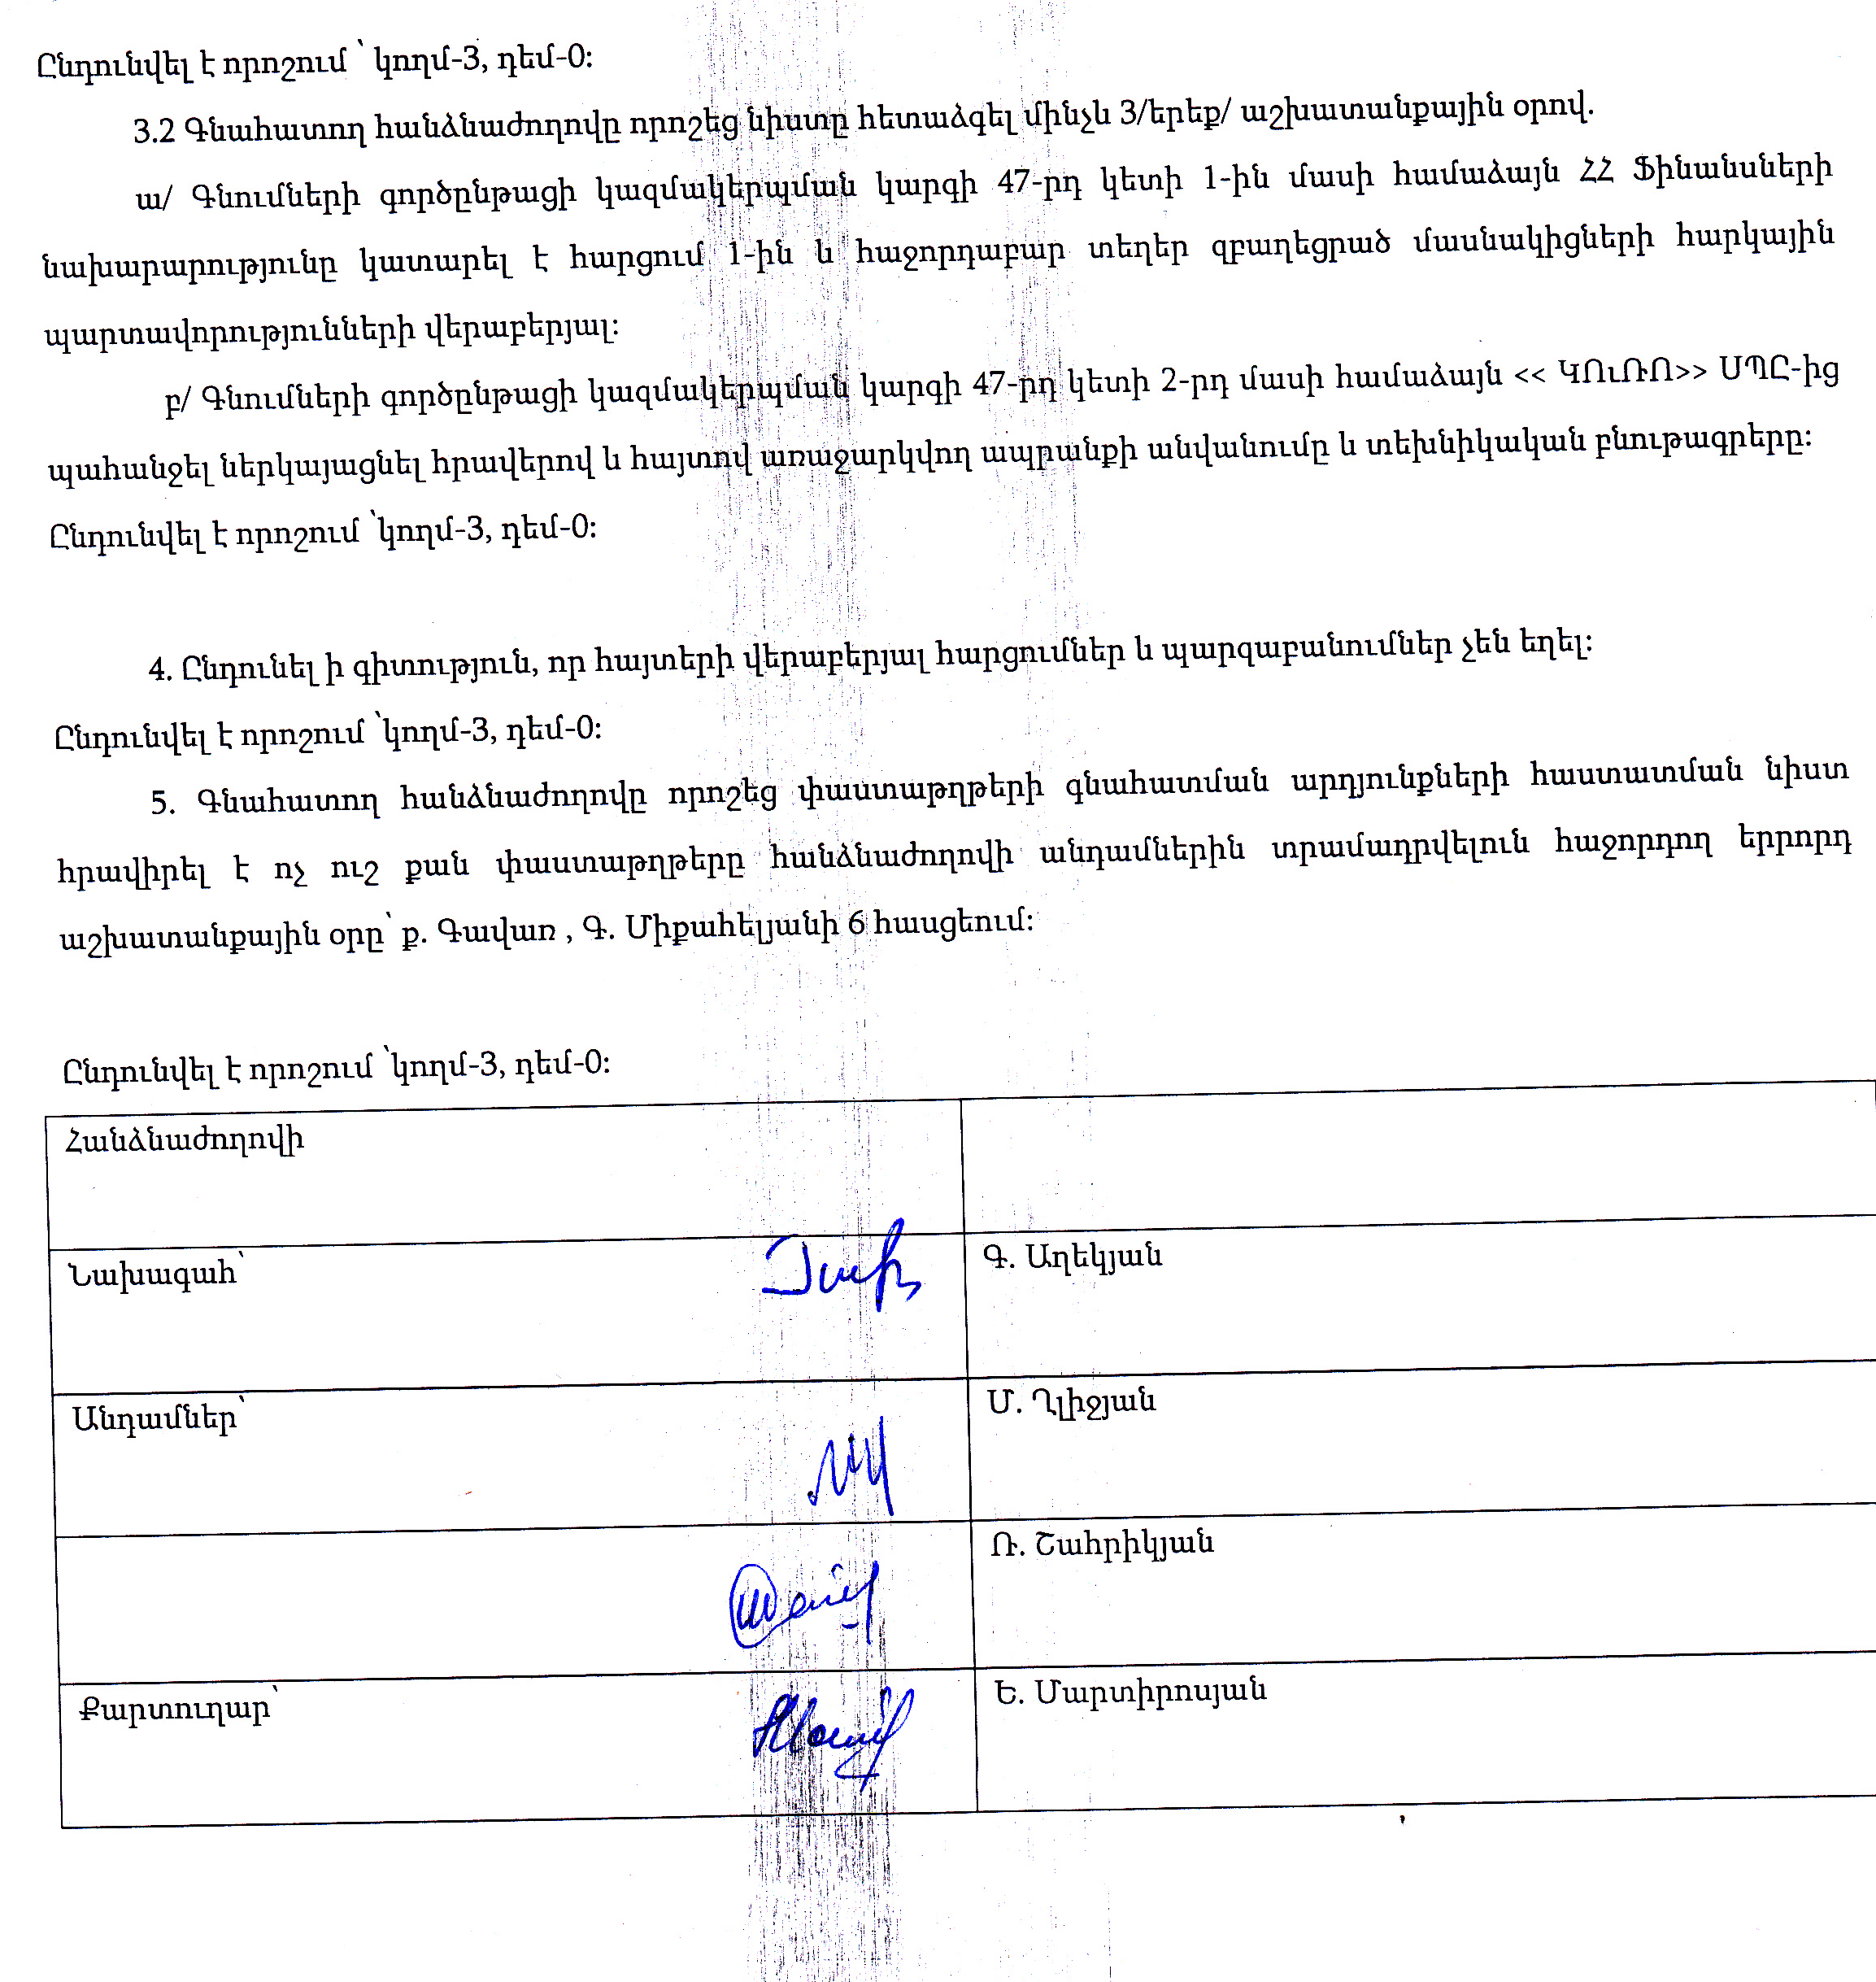 Ընդունվել է որոշում ՝ կողմ-3, դեմ-0:
3.2 Գնահատող հանձնաժողովը որոշեց նիստը հետաձգել մինչև 3/երեք/ աշխատանքային օրով.
ա/ Գնումների գործընթացի կազմակերպման կարգի 47-րդ կետի 1-ին մասի համաձայն ՀՀ Ֆինանսների
նախարարությունը կատարել է հարցում 1-ին և հաջորդաբար տեղեր զբաղեցրած մասնակիցների հարկային
պարտավորությունների վերաբերյալ:
բ/ Գնումների գործընթացի կազմակերպման կարգի 47-րդ կետի 2-րդ մասի համաձայն << ԿՈւՌՈ>> ՍՊԸ-ից
պահանջել ներկայացնել հրավերով և հայտով առաջարկվող ապրանքի անվանումը և տեխնիկական բնութագրերը:
Ընդունվել է որոշում ՝կողմ-3, դեմ-0:
4. Ընդունել ի գիտություն, որ հայտերի վերաբերյալ հարցումներ և պարզաբանումներ չեն եղել:
Ընդունվել է որոշում ՝կողմ-3, դեմ-0:
5. Գնահատող հանձնաժողովը որոշեց փաստաթղթերի գնահատման արդյունքների հաստատման նիստ
հրավիրել է ոչ ուշ քան փաստաթղթերը հանձնաժողովի անդամներին տրամադրվելուն հաջորդող երրորդ
աշխատանքային օրը՝ ք. Գավառ , Գ. Միքահելյանի 6 հասցեում:
Ընդունվել է որոշում ՝կողմ-3, դեմ-0:
Հանձնաժողովի
Նախագահ՝ Գ. Աղեկյան
Անդամներ՝ Մ. Ղլիջյան
Ռ. Շահրիկյան
Քարտուղար՝ Ե. Մարտիրոսյան